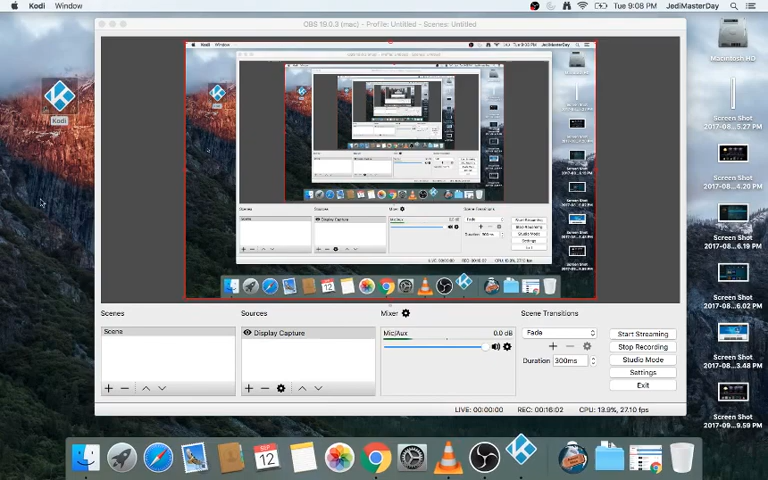 Kodi Window
Tue 9:08 PM JediMasterDay
OBS 19.0.3 (mac) - Profile: Untitled - Scenes: Untitled
Macintosh HD
Kodi
Screen Shot
2017-08...5.27 PM
Screen Shot
2017-08...4.20 PM
Screen Shot
2017-08...6.19 PM
Screen Shot
2017-08...6.02 PM
Screen Shot
2017-08...3.48 PM
Screen Shot
2017-09...9.59 PM
Scenes
Sources
Mixer
Scene Transitions
Scene
Display Capture
Mic/Aux
0.0 dB
Fade
Duration 300ms
Start Streaming
Stop Recording
Studio Mode
Settings
Exit
LIVE: 00:00:00
REC: 00:16:02
CPU: 13.9%, 27.10 fps
SEP
12